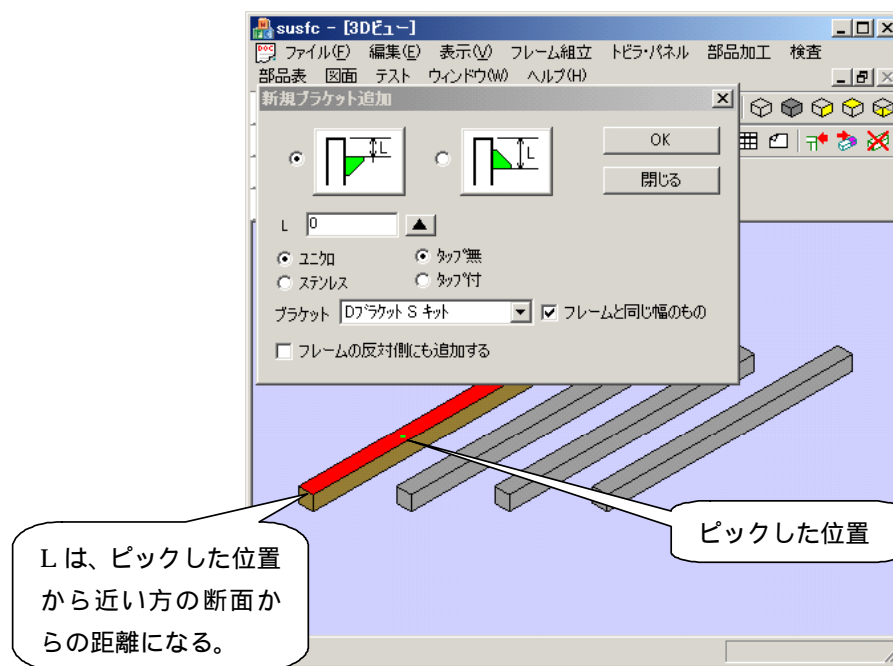 susfc - [3Dビュー]
ファイル(F) 編集(E) 表示(V) フレーム組立 トビラ・パネル 部品加工 検査
部品表 図面 テスト ウィンドウ(W) ヘルプ(H)
新規ブラケット追加
L
L
OK
閉じる
L 0
ユニクロ
タップ無
ステンレス
タップ付
ブラケット Dブラケット S キット フレームと同じ幅のもの
フレームの反対側にも追加する
ピックした位置
L は、ピックした位置
から近い方の断面か
らの距離になる。